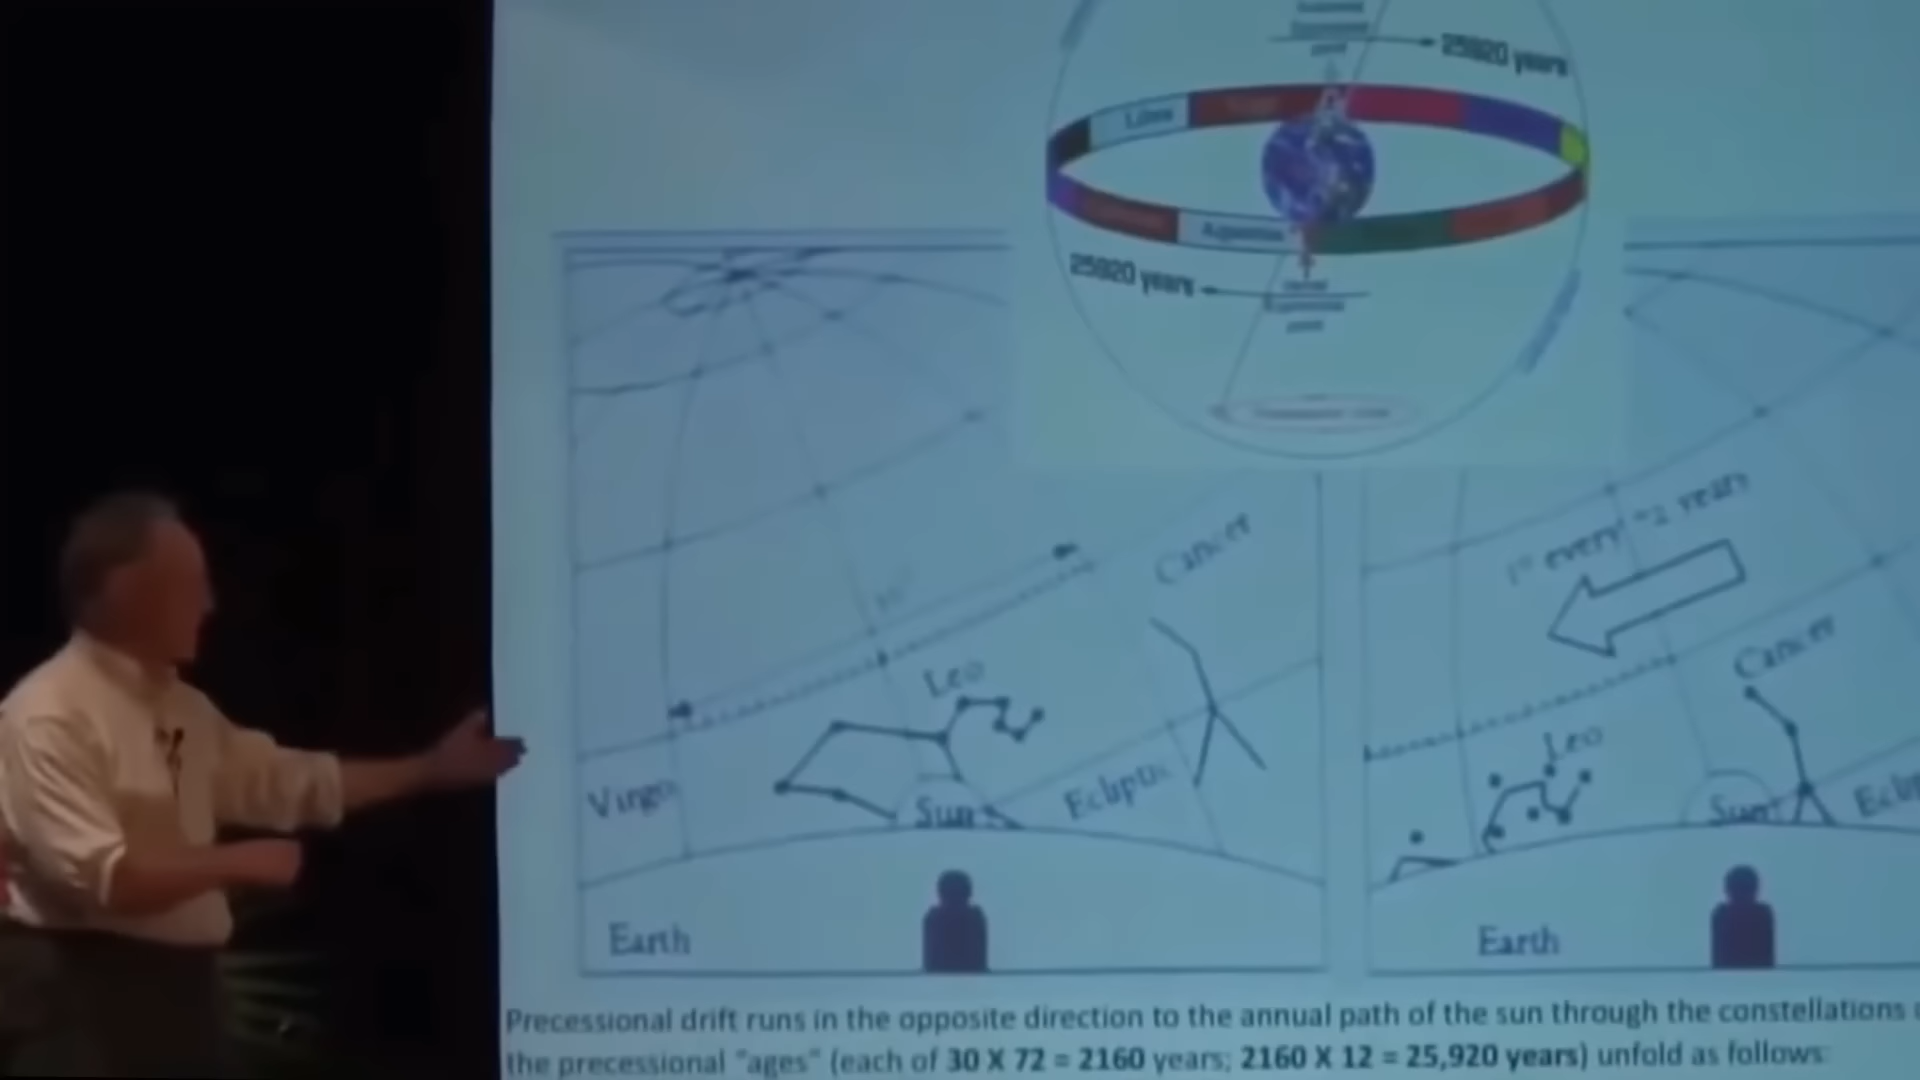 25920 years
Libra
Aquarius
25920 years
Cancer
1° every 72 years
Leo
Cancer
Leo
Virgo
Sun
Ecliptic
Sun
Earth
Earth
Precessional drift runs in the opposite direction to the annual path of the sun through the constellations
the precessional "ages" (each of 30 X 72 = 2160 years; 2160 X 12 = 25,920 years) unfold as follows: